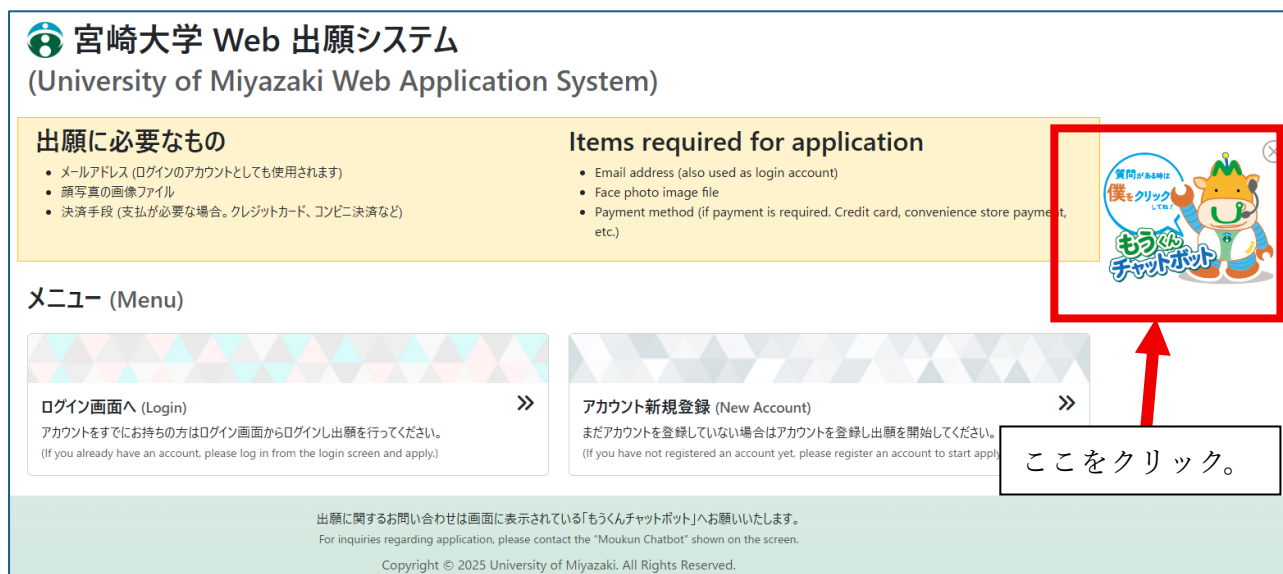 宮崎大学 Web 出願システム
(University of Miyazaki Web Application System)
出願に必要なもの
• メールアドレス (ログインのアカウントとしても使用されます)
• 顔写真の画像ファイル
• 決済手段 (支払が必要な場合。クレジットカード、コンビニ決済など)
Items required for application
• Email address (also used as login account)
• Face photo image file
• Payment method (if payment is required. Credit card, convenience store payment,
etc.)
質問がある時は
僕をクリック
してね!
もうくん
チャットボット
メニュー (Menu)
ログイン画面へ (Login)
アカウントをすでにお持ちの方はログイン画面からログインし出願を行ってください。
(If you already have an account, please log in from the login screen and apply.)
アカウント新規登録 (New Account)
まだアカウントを登録していない場合はアカウントを登録し出願を開始してください。
(If you have not registered an account yet, please register an account to start
ここをクリック。
出願に関するお問い合わせは画面に表示されている「もうくんチャットボット」へお願いいたします。
For inquiries regarding application, please contact the "Moukun Chatbot" shown on the screen.
Copyright © 2025 University of Miyazaki. All Rights Reserved.